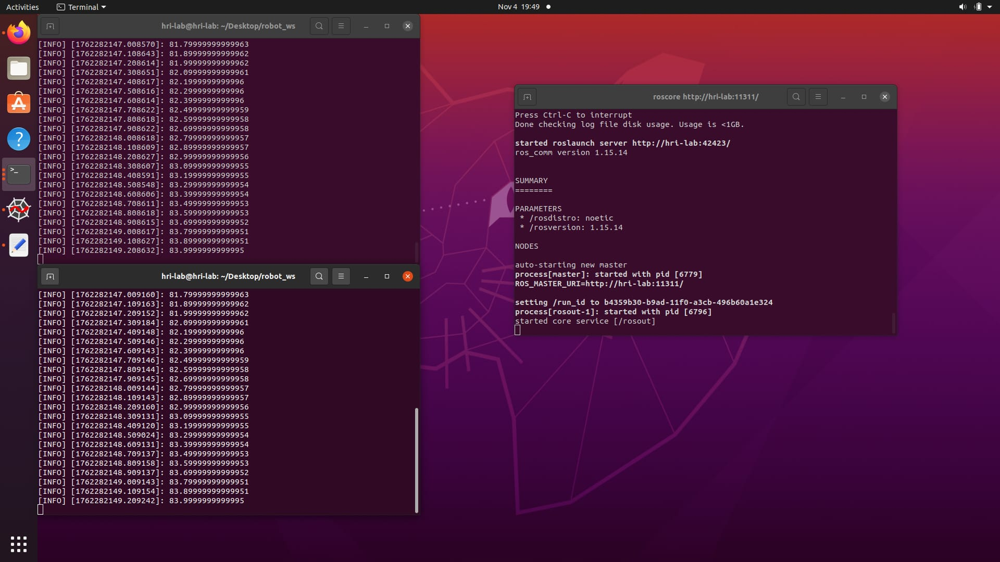 Activities
Terminal
Nov 4 19:49
hri-lab@hri-lab: ~/Desktop/robot_ws
[INFO] [1762282147.008570]: 81.79999999999963
[INFO] [1762282147.108643]: 81.89999999999962
[INFO] [1762282147.208614]: 81.99999999999962
[INFO] [1762282147.308651]: 82.09999999999961
[INFO] [1762282147.408617]: 82.1999999999996
[INFO] [1762282147.508616]: 82.2999999999996
[INFO] [1762282147.608614]: 82.3999999999996
[INFO] [1762282147.708622]: 82.49999999999959
[INFO] [1762282147.808618]: 82.59999999999958
[INFO] [1762282147.908622]: 82.69999999999958
[INFO] [1762282148.008618]: 82.79999999999957
[INFO] [1762282148.108609]: 82.89999999999957
[INFO] [1762282148.208627]: 82.99999999999956
[INFO] [1762282148.308607]: 83.09999999999955
[INFO] [1762282148.408591]: 83.19999999999955
[INFO] [1762282148.508548]: 83.29999999999954
[INFO] [1762282148.608606]: 83.39999999999954
[INFO] [1762282148.708611]: 83.49999999999953
[INFO] [1762282148.808618]: 83.59999999999953
[INFO] [1762282148.908615]: 83.69999999999952
[INFO] [1762282149.008617]: 83.79999999999951
[INFO] [1762282149.108627]: 83.89999999999951
[INFO] [1762282149.208632]: 83.9999999999995
hri-lab@hri-lab: ~/Desktop/robot_ws
[INFO] [1762282147.009160]: 81.79999999999963
[INFO] [1762282147.109163]: 81.89999999999962
[INFO] [1762282147.209152]: 81.99999999999962
[INFO] [1762282147.309184]: 82.09999999999961
[INFO] [1762282147.409148]: 82.1999999999996
[INFO] [1762282147.509146]: 82.2999999999996
[INFO] [1762282147.609143]: 82.3999999999996
[INFO] [1762282147.709146]: 82.49999999999959
[INFO] [1762282147.809144]: 82.59999999999958
[INFO] [1762282147.909145]: 82.69999999999958
[INFO] [1762282148.009144]: 82.79999999999957
[INFO] [1762282148.109143]: 82.89999999999957
[INFO] [1762282148.209160]: 82.99999999999956
[INFO] [1762282148.309131]: 83.09999999999955
[INFO] [1762282148.409120]: 83.19999999999955
[INFO] [1762282148.509024]: 83.29999999999954
[INFO] [1762282148.609131]: 83.39999999999954
[INFO] [1762282148.709137]: 83.49999999999953
[INFO] [1762282148.809158]: 83.59999999999953
[INFO] [1762282148.909137]: 83.69999999999952
[INFO] [1762282149.009143]: 83.79999999999951
[INFO] [1762282149.109154]: 83.89999999999951
[INFO] [1762282149.209242]: 83.9999999999995
roscore http://hri-lab:11311/
Press Ctrl-C to interrupt
Done checking log file disk usage. Usage is <1GB.
started roslaunch server http://hri-lab:42423/
ros_comm version 1.15.14
SUMMARY
========
PARAMETERS
* /rosdistro: noetic
* /rosversion: 1.15.14
NODES
auto-starting new master
process[master]: started with pid [6779]
ROS_MASTER_URI=http://hri-lab:11311/
setting /run_id to b4359b30-b9ad-11f0-a3cb-496b60a1e324
process[rosout-1]: started with pid [6796]
started core service [/rosout]